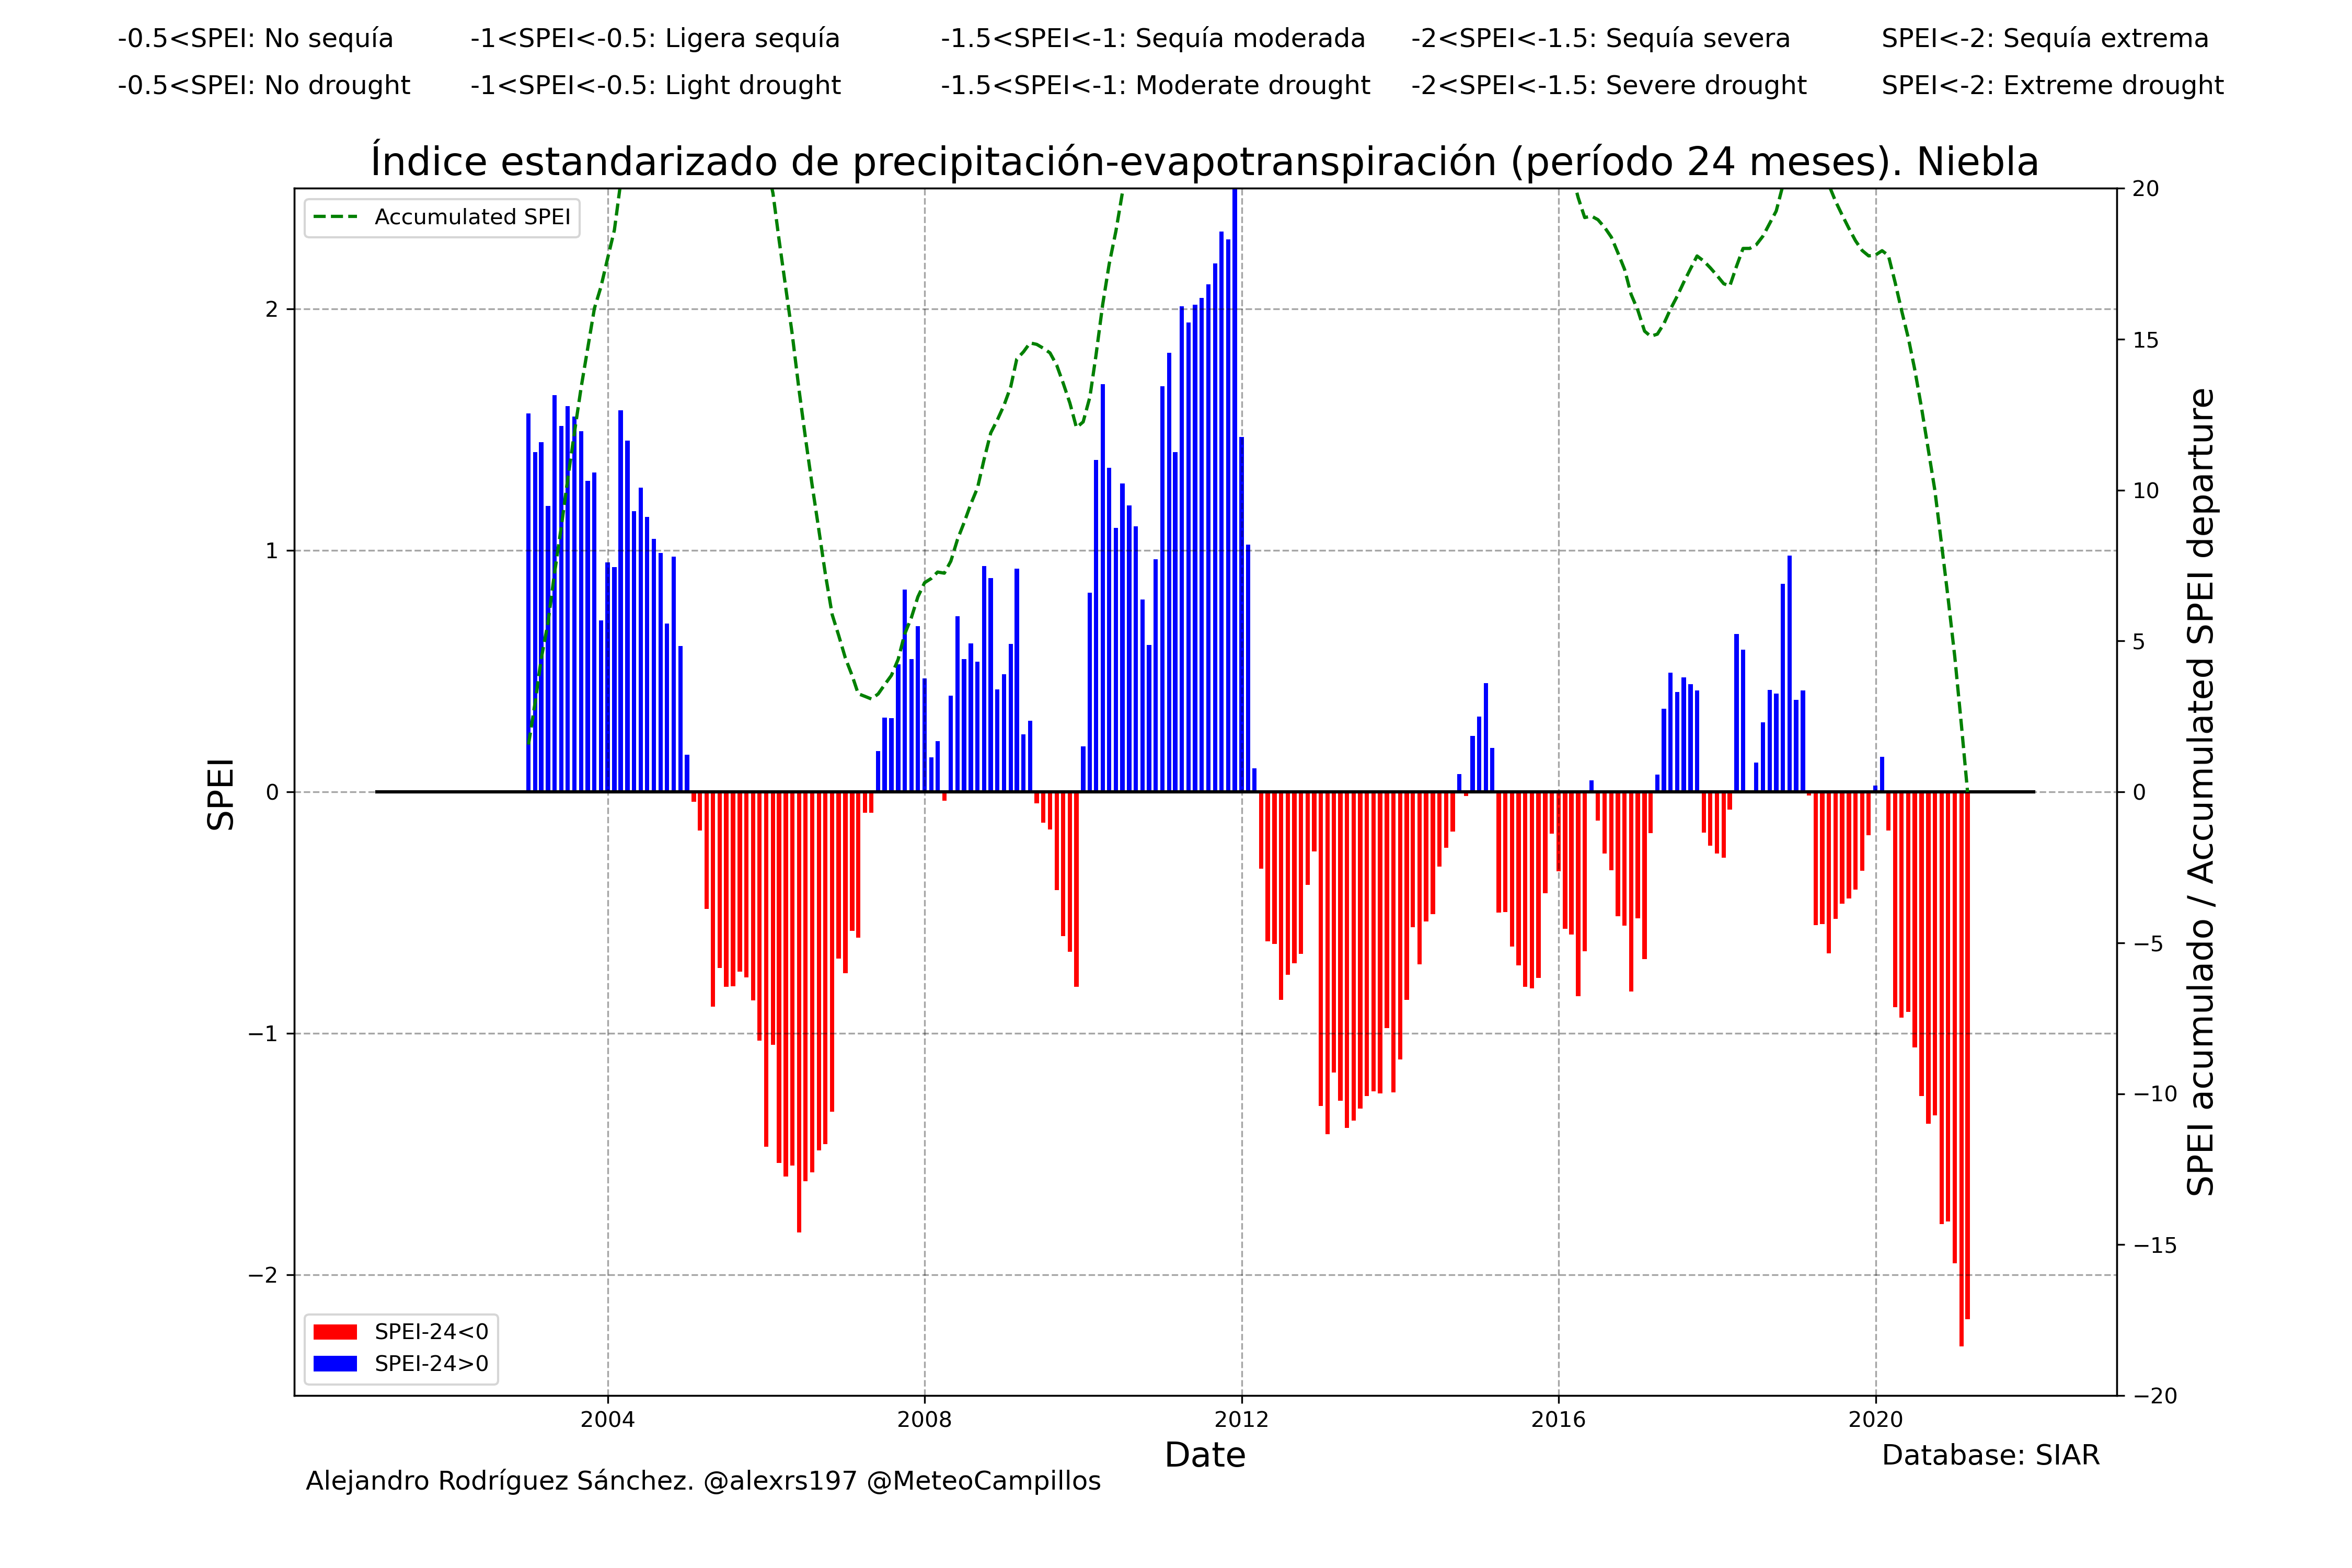 -0.5<SPEI: No sequía -1<SPEI<-0.5: Ligera sequía -1.5<SPEI<-1: Sequía moderada -2<SPEI<-1.5: Sequía severa SPEI<-2: Sequía extrema
-0.5<SPEI: No drought -1<SPEI<-0.5: Light drought -1.5<SPEI<-1: Moderate drought -2<SPEI<-1.5: Severe drought SPEI<-2: Extreme drought
Índice estandarizado de precipitación-evapotranspiración (período 24 meses). Niebla
Accumulated SPEI
SPEI
2
1
0
−1
−2
20
15
10
5
0
−5
−10
−15
−20
SPEI acumulado / Accumulated SPEI departure
SPEI-24<0
SPEI-24>0
2004 2008 2012 2016 2020
Date
Database: SIAR
Alejandro Rodríguez Sánchez. @alexrs197 @MeteoCampillos